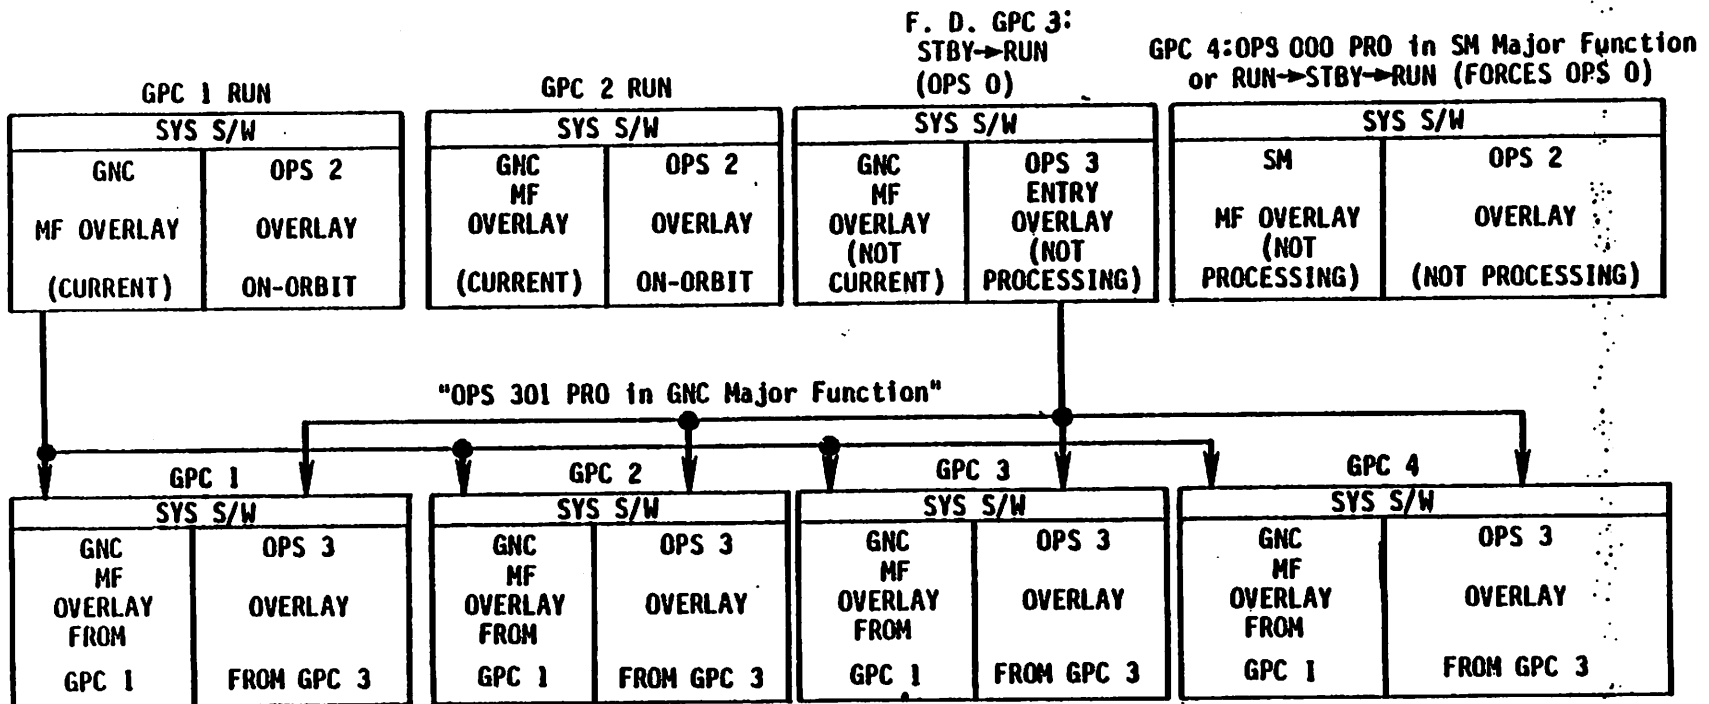 F. D. GPC 3:
STBY→RUN
(OPS 0)
GPC 4:OPS 000 PRO in SM Major Function
or RUN→STBY→RUN (FORCES OPS 0)
GPC 1 RUN
SYS S/W
GNC
MF OVERLAY
(CURRENT)
OPS 2
OVERLAY
ON-ORBIT
GPC 2 RUN
SYS S/W
GNC
MF
OVERLAY
(CURRENT)
OPS 2
OVERLAY
ON-ORBIT
SYS S/W
GNC
MF
OVERLAY
(NOT
CURRENT)
OPS 3
ENTRY
OVERLAY
(NOT
PROCESSING)
SYS S/W
SM
MF OVERLAY
(NOT
PROCESSING)
OPS 2
OVERLAY
(NOT PROCESSING)
"OPS 301 PRO in GNC Major Function"
GPC 1
SYS S/W
GNC
MF
OVERLAY
FROM
GPC 1
OPS 3
OVERLAY
FROM GPC 3
GPC 2
SYS S/W
GNC
MF
OVERLAY
FROM
GPC 1
OPS 3
OVERLAY
FROM GPC 3
GPC 3
SYS S/W
GNC
MF
OVERLAY
FROM
GPC 1
OPS 3
OVERLAY
FROM GPC 3
GPC 4
SYS S/W
GNC
MF
OVERLAY
FROM
GPC 1
OPS 3
OVERLAY
FROM GPC 3